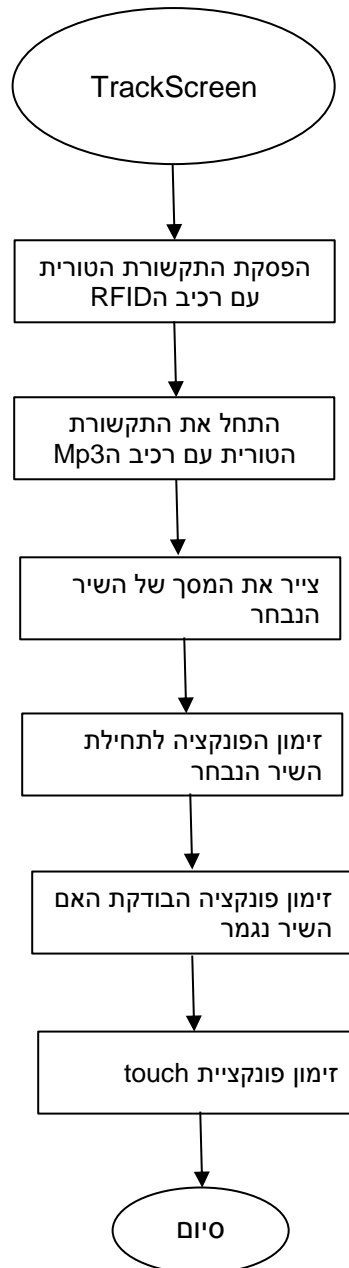 TrackScreen
הפסקת התקשורת הטורית
עם רכיב הRFID
התחל את התקשורת
הטורית עם רכיב הMp3
צייר את המסך של השיר
הנבחר
זימון הפונקציה לתחילת
השיר הנבחר
זימון פונקציה הבודקת האם
השיר נגמר
זימון פונקציית touch
סיום